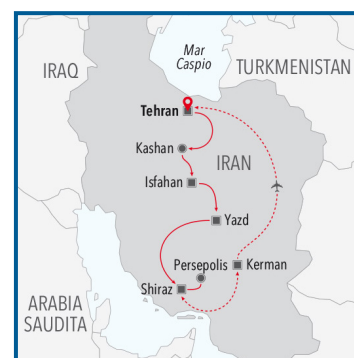 Mar
Caspio
IRAQ
TURKMENISTAN
Tehran
Kashan
IRAN
Isfahan
Yazd
Persepolis
Kerman
Shiraz
ARABIA
SAUDITA